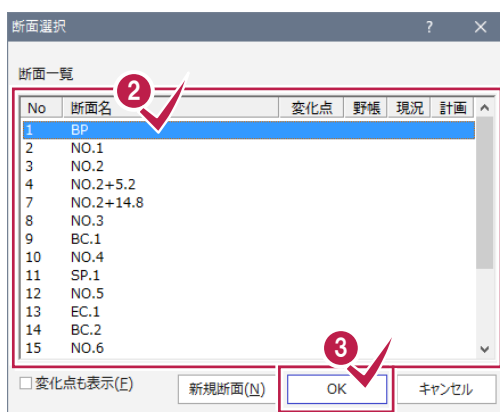 断面選択 ? ×
断面一覧
2
No 断面名 変化点 野帳 現況 計画
1 BP
2 NO.1
3 NO.2
4 NO.2+5.2
7 NO.2+14.8
8 NO.3
9 BC.1
10 NO.4
11 SP.1
12 NO.5
13 EC.1
14 BC.2
15 NO.6
3
変化点も表示(F) 新規断面(N) OK キャンセル